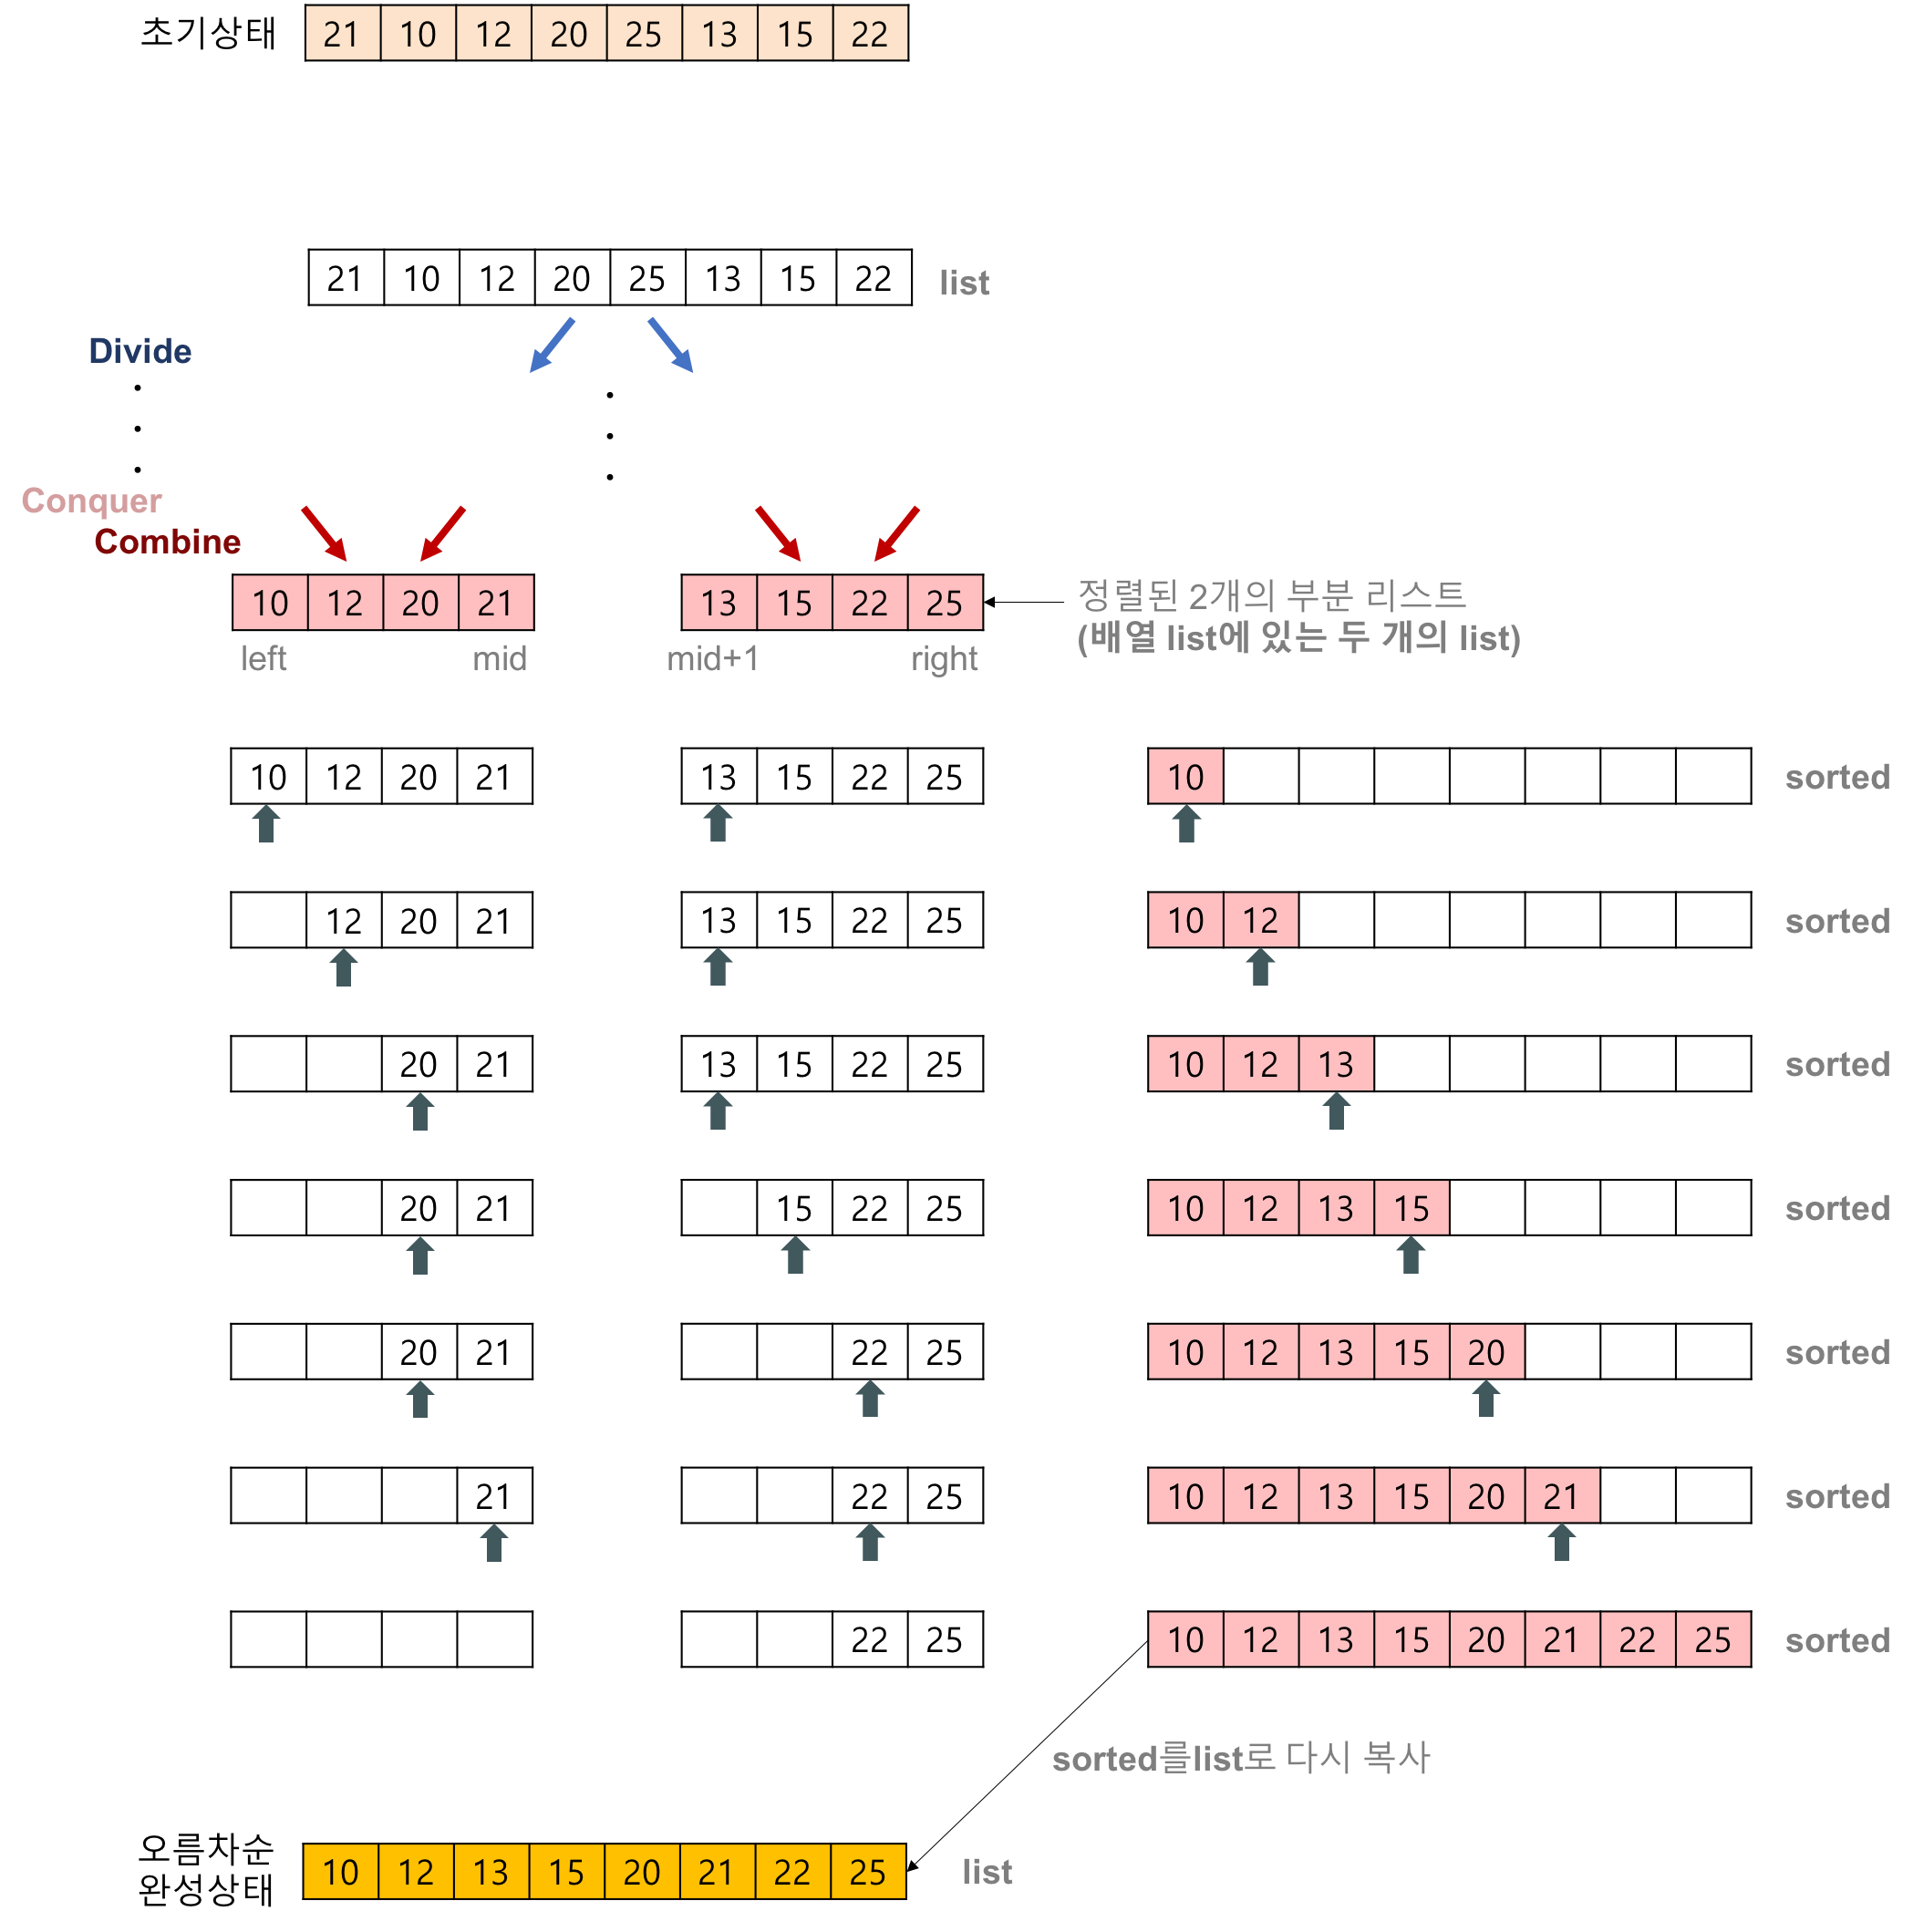 초기상태 21 10 12 20 25 13 15 22
21 10 12 20 25 13 15 22 list
Divide
Conquer
Combine
10 12 20 21 13 15 22 25 정렬된 2개의 부분 리스트
(배열 list에 있는 두 개의 list)
left mid mid+1 right
10 12 20 21 13 15 22 25 10 sorted
12 20 21 13 15 22 25 10 12 sorted
20 21 13 15 22 25 10 12 13 sorted
20 21 15 22 25 10 12 13 15 sorted
20 21 22 25 10 12 13 15 20 sorted
21 22 25 10 12 13 15 20 21 sorted
22 25 10 12 13 15 20 21 22 25 sorted
sorted를list로 다시 복사
오름차순
완성상태 10 12 13 15 20 21 22 25 list